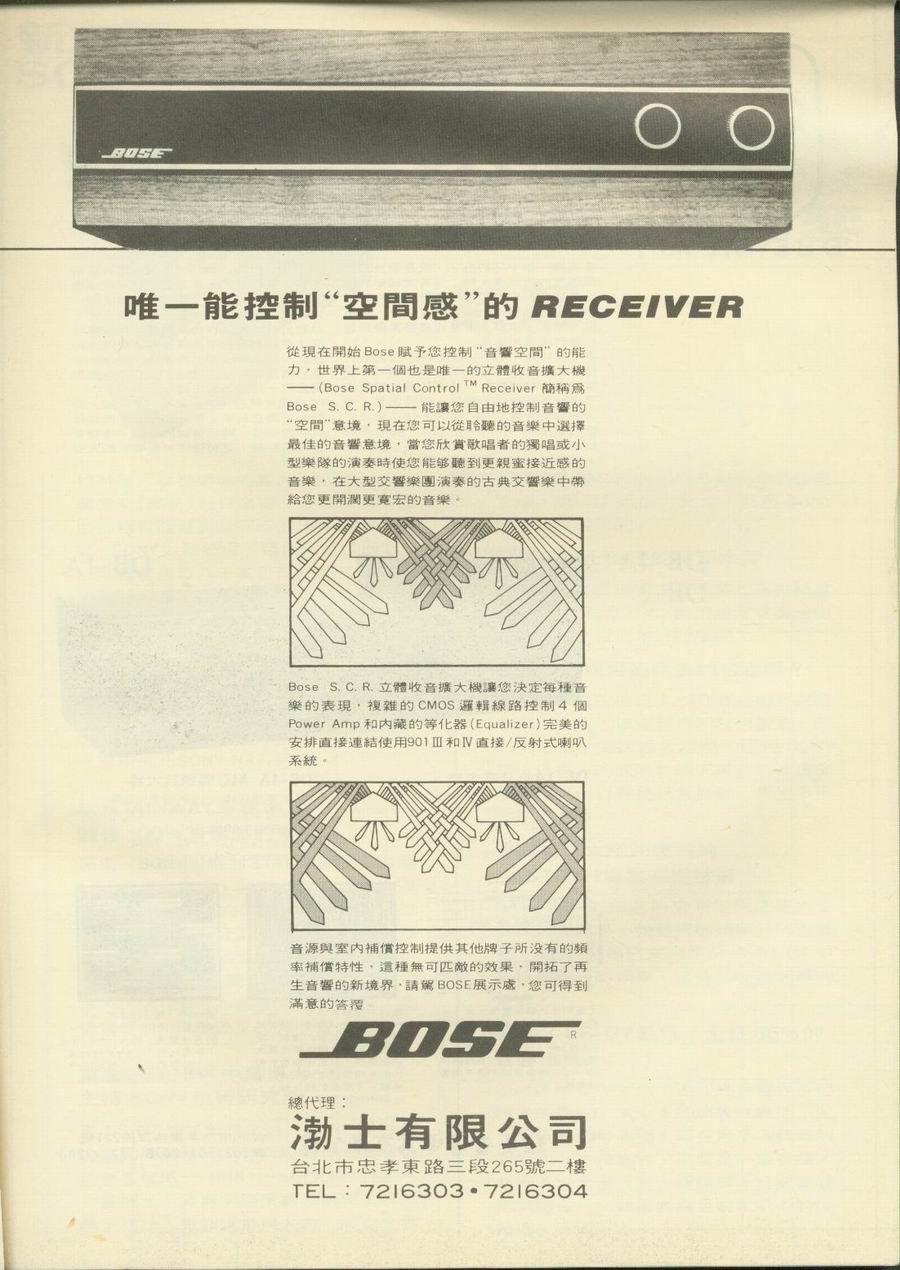 BOSE
唯一能控制“空間感”的 RECEIVER
從現在開始 Bose 賦予您控制 “音響空間” 的能
力，世界上第一個也是唯一的立體收音擴大機
——(Bose Spatial Control TM Receiver 簡稱爲
Bose S. C. R.)—— 能讓您自由地控制音響的
“空間”意境，現在您可以從聆聽的音樂中選擇
最佳的音響意境，當您欣賞歌唱者的獨唱或小
型樂隊的演奏時使您能够聽到更親蜜接近感的
音樂，在大型交響樂團演奏的古典交響樂中帶
給您更開濶更寬宏的音樂。
Bose S, C. R. 立體收音擴大機讓您決定每種音
樂的表現，複雜的 CMOS 邏輯線路控制 4 個
Power Amp 和内藏的等化器 (Equalizer) 完美的
安排直接連結使用901 Ⅲ 和 Ⅳ 直接/反射式喇叭
系統。
音源與室内補償控制提供其他牌子所没有的頻
率補償特性，這種無可匹敵的效果，開拓了再
生音響的新境界，請駕 BOSE 展示處，您可得到
滿意的答覆
BOSE R
總代理：
渤士有限公司
台北市忠孝東路三段265號二樓
TEL：7216303•7216304